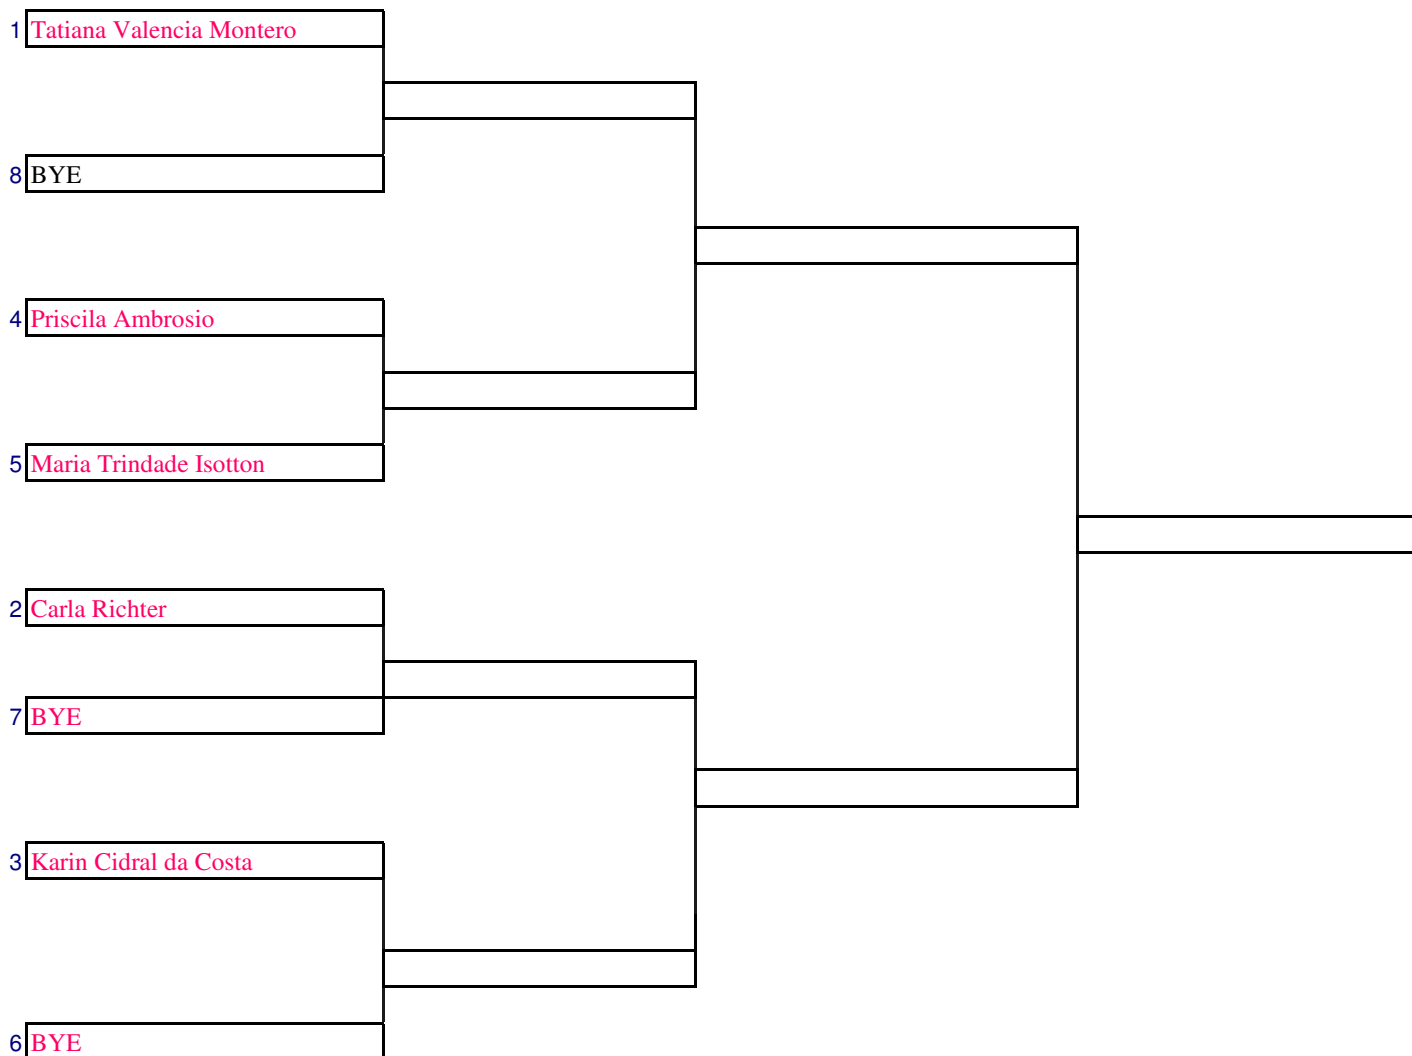 1 Tatiana Valencia Montero
8 BYE
4 Priscila Ambrosio
5 Maria Trindade Isotton
2 Carla Richter
7 BYE
3 Karin Cidral da Costa
6 BYE